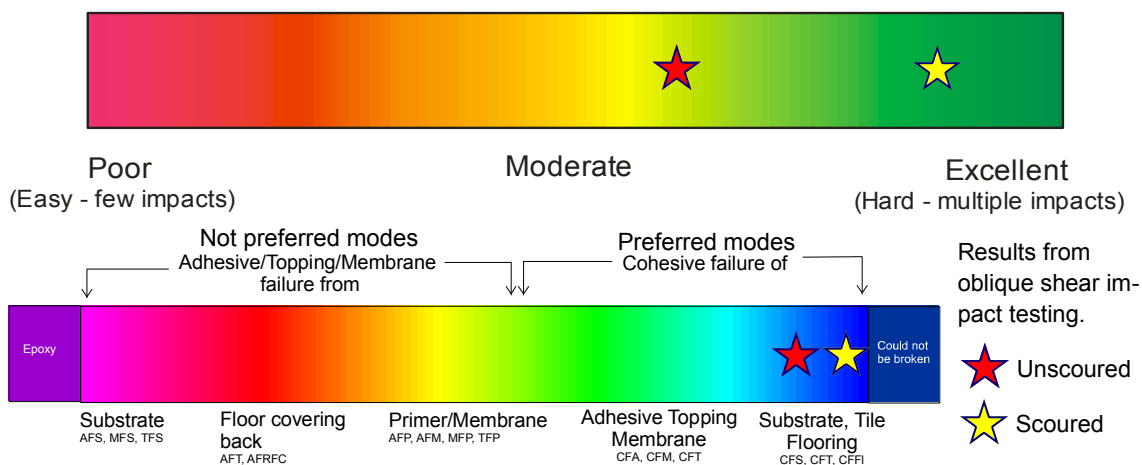 Poor
(Easy - few impacts)
Moderate
Excellent
(Hard - multiple impacts)
Not preferred modes
Adhesive/Topping/Membrane
failure from
Preferred modes
Cohesive failure of
Results from
oblique shear im-
pact testing.
Epoxy
Could not
be broken
Unscoured
Scoured
Substrate
AFS, MFS, TFS
Floor covering
back
AFT, AFRFC
Primer/Membrane
AFP, AFM, MFP, TFP
Adhesive Topping
Membrane
CFA, CFM, CFT
Substrate, Tile
Flooring
CFS, CFT, CFFI